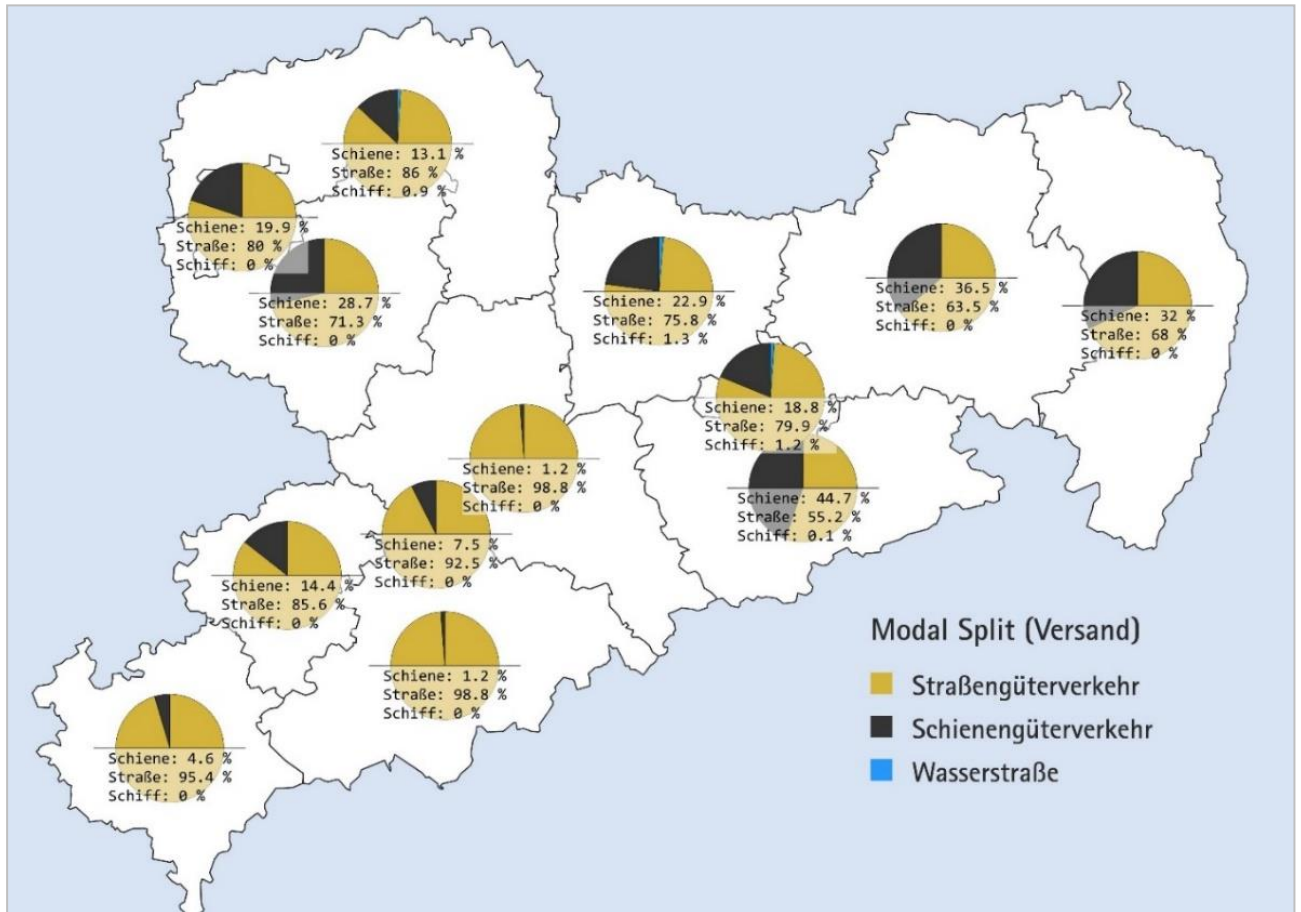 Schiene: 13.1 %
Straße: 86 %
Schiff: 0.9 %
Schiene: 19.9 %
Straße: 80 %
Schiff: 0 %
Schiene: 28.7 %
Straße: 71.3 %
Schiff: 0 %
Schiene: 22.9 %
Straße: 75.8 %
Schiff: 1.3 %
Schiene: 36.5 %
Straße: 63.5 %
Schiff: 0 %
Schiene: 32 %
Straße: 68 %
Schiff: 0 %
Schiene: 18.8 %
Straße: 79.9 %
Schiff: 1.2 %
Schiene: 44.7 %
Straße: 55.2 %
Schiff: 0.1 %
Schiene: 1.2 %
Straße: 98.8 %
Schiff: 0 %
Schiene: 7.5 %
Straße: 92.5 %
Schiff: 0 %
Schiene: 14.4 %
Straße: 85.6 %
Schiff: 0 %
Schiene: 1.2 %
Straße: 98.8 %
Schiff: 0 %
Schiene: 4.6 %
Straße: 95.4 %
Schiff: 0 %
Modal Split (Versand)
Straßengüterverkehr
Schienengüterverkehr
Wasserstraße